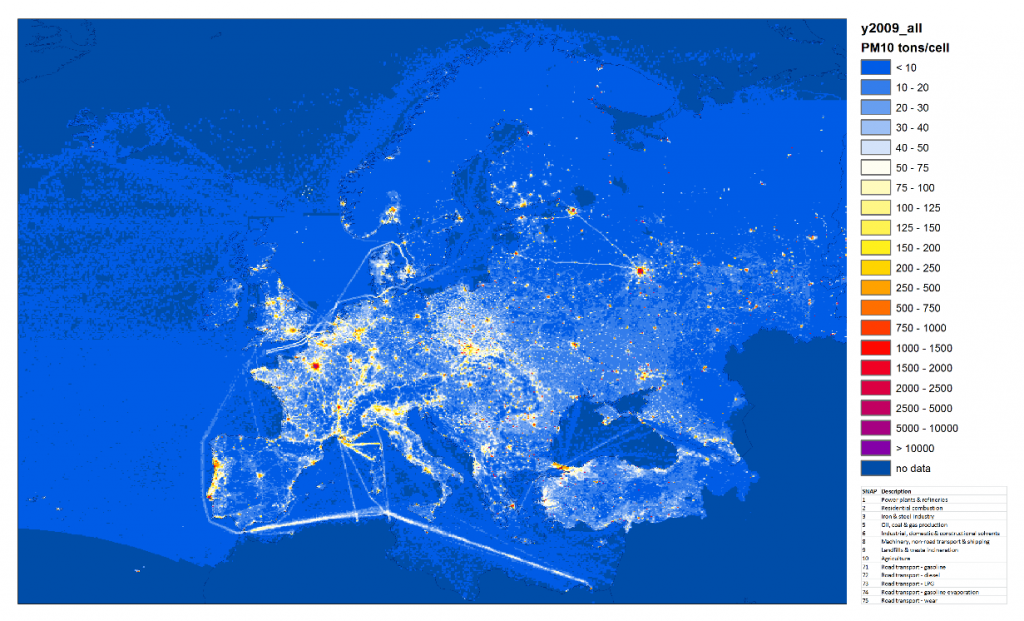 y2009_all
PM10 tons/cell
< 10
10 - 20
20 - 30
30 - 40
40 - 50
50 - 75
75 - 100
100 - 125
125 - 150
150 - 200
200 - 250
250 - 500
500 - 750
750 - 1000
1000 - 1500
1500 - 2000
2000 - 2500
2500 - 5000
5000 - 10000
> 10000
no data
SNAP Description
1 Power plants & refineries
2 Residential combustion
3 Iron & steel industry
5 Oil, coal & gas production
6 Industrial, domestic & constructional solvents
8 Machinery, non-road transport & shipping
9 Landfills & waste incineration
10 Agriculture
71 Road transport - gasoline
72 Road transport - diesel
73 Road transport - LPG
74 Road transport - gasoline evaporation
75 Road transport - wear